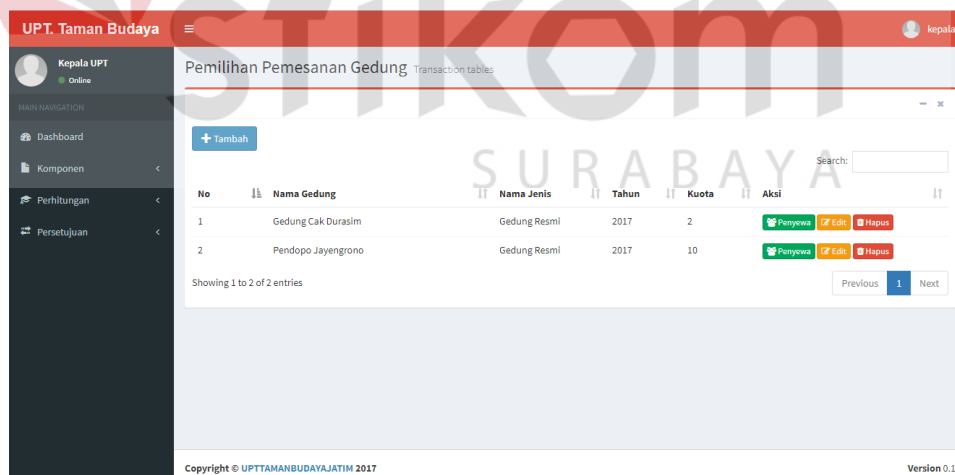 UPT. Taman Budaya
kepala
Kepala UPT
Online
MAIN NAVIGATION
Dashboard
Komponen
Perhitungan
Persetujuan
Pemilihan Pemesanan Gedung Transaction tables
Tambah
Search:
No Nama Gedung Nama Jenis Tahun Kuota Aksi
1 Gedung Cak Durasim Gedung Resmi 2017 2 Penyewa Edit Hapus
2 Pendopo Jayengrono Gedung Resmi 2017 10 Penyewa Edit Hapus
Showing 1 to 2 of 2 entries
Previous 1 Next
Copyright © UPTTAMANBUDAYAJATIM 2017
Version 0.1
STIKOM
SURABAYA